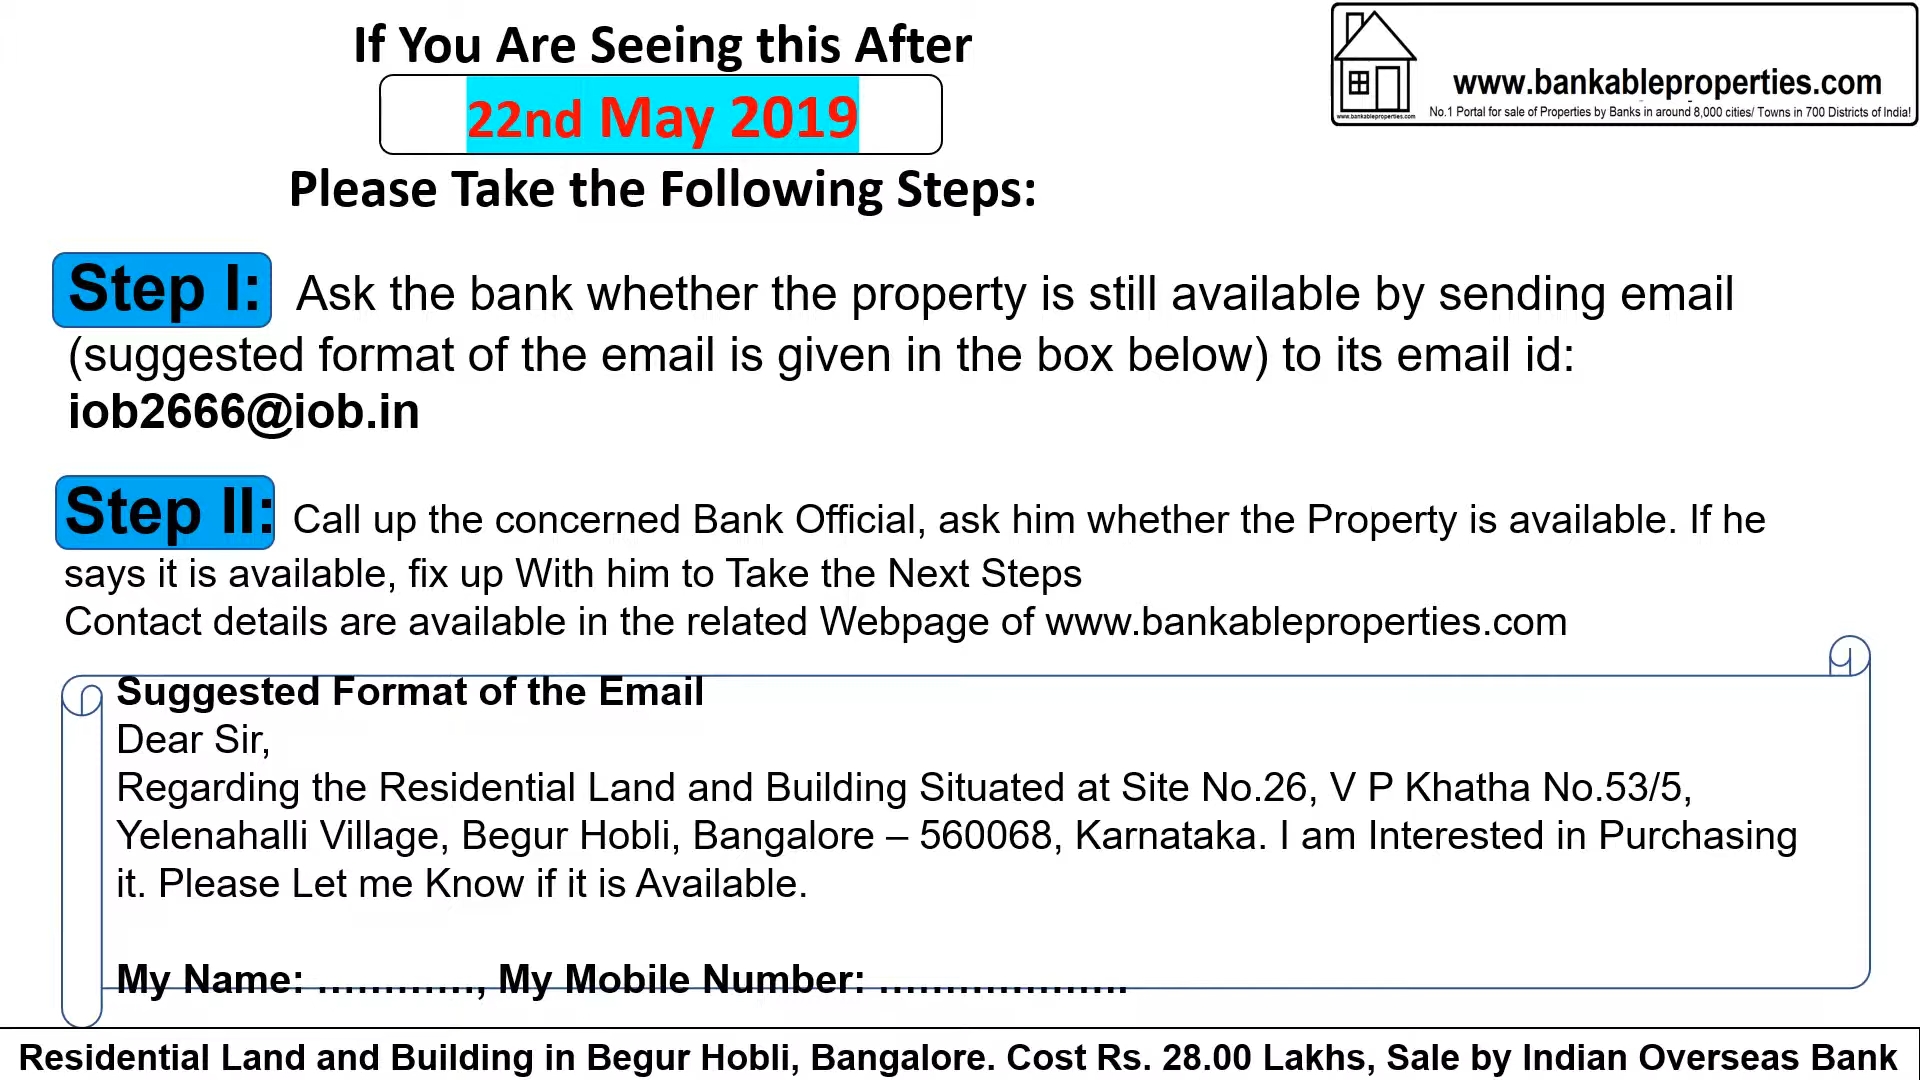 If You Are Seeing this After
22nd May 2019
Please Take the Following Steps:
www.bankableproperties.com
No.1 Portal for sale of Properties by Banks in around 8,000 cities/ Towns in 700 Districts of India!
www.bankableproperties.com
Step I: Ask the bank whether the property is still available by sending email
(suggested format of the email is given in the box below) to its email id:
iob2666@iob.in
Step II: Call up the concerned Bank Official, ask him whether the Property is available. If he
says it is available, fix up With him to Take the Next Steps
Contact details are available in the related Webpage of www.bankableproperties.com
Suggested Format of the Email
Dear Sir,
Regarding the Residential Land and Building Situated at Site No.26, V P Khatha No.53/5,
Yelenahalli Village, Begur Hobli, Bangalore – 560068, Karnataka. I am Interested in Purchasing
it. Please Let me Know if it is Available.
My Name: …………, My Mobile Number: ……………….
Residential Land and Building in Begur Hobli, Bangalore. Cost Rs. 28.00 Lakhs, Sale by Indian Overseas Bank